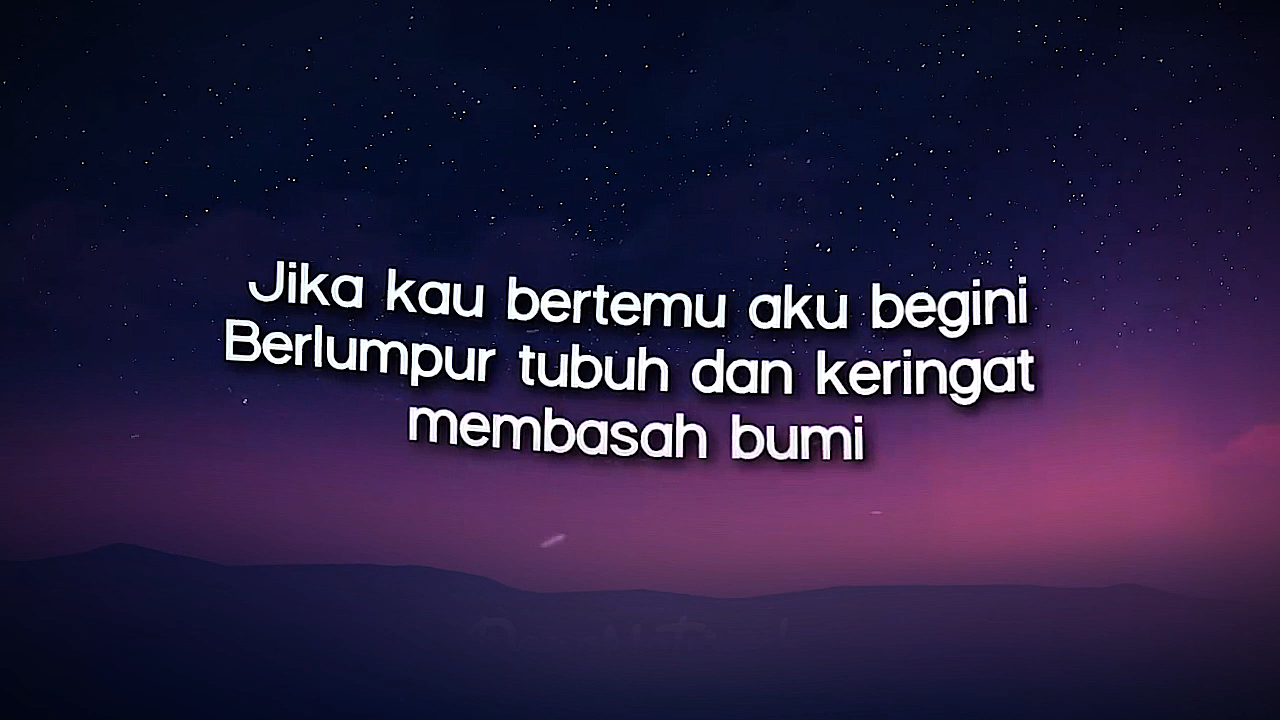 Jika kau bertemu aku begini
Berlumpur tubuh dan keringat
membasah bumi